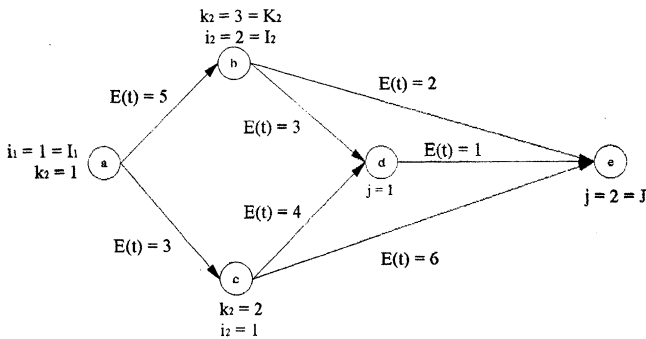 k₂ = 3 = K₂
i₂ = 2 = I₂
b
E(t) = 5
E(t) = 2
E(t) = 3
i₁ = 1 = I₁
k₂ = 1
a
d
E(t) = 1
e
j = 1
j = 2 = J
E(t) = 3
E(t) = 4
E(t) = 6
c
k₂ = 2
i₂ = 1